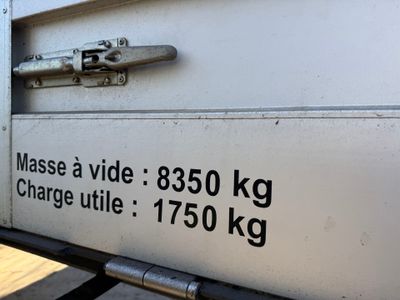 Masse à vide : 8350 kg
Charge utile : 1750 kg